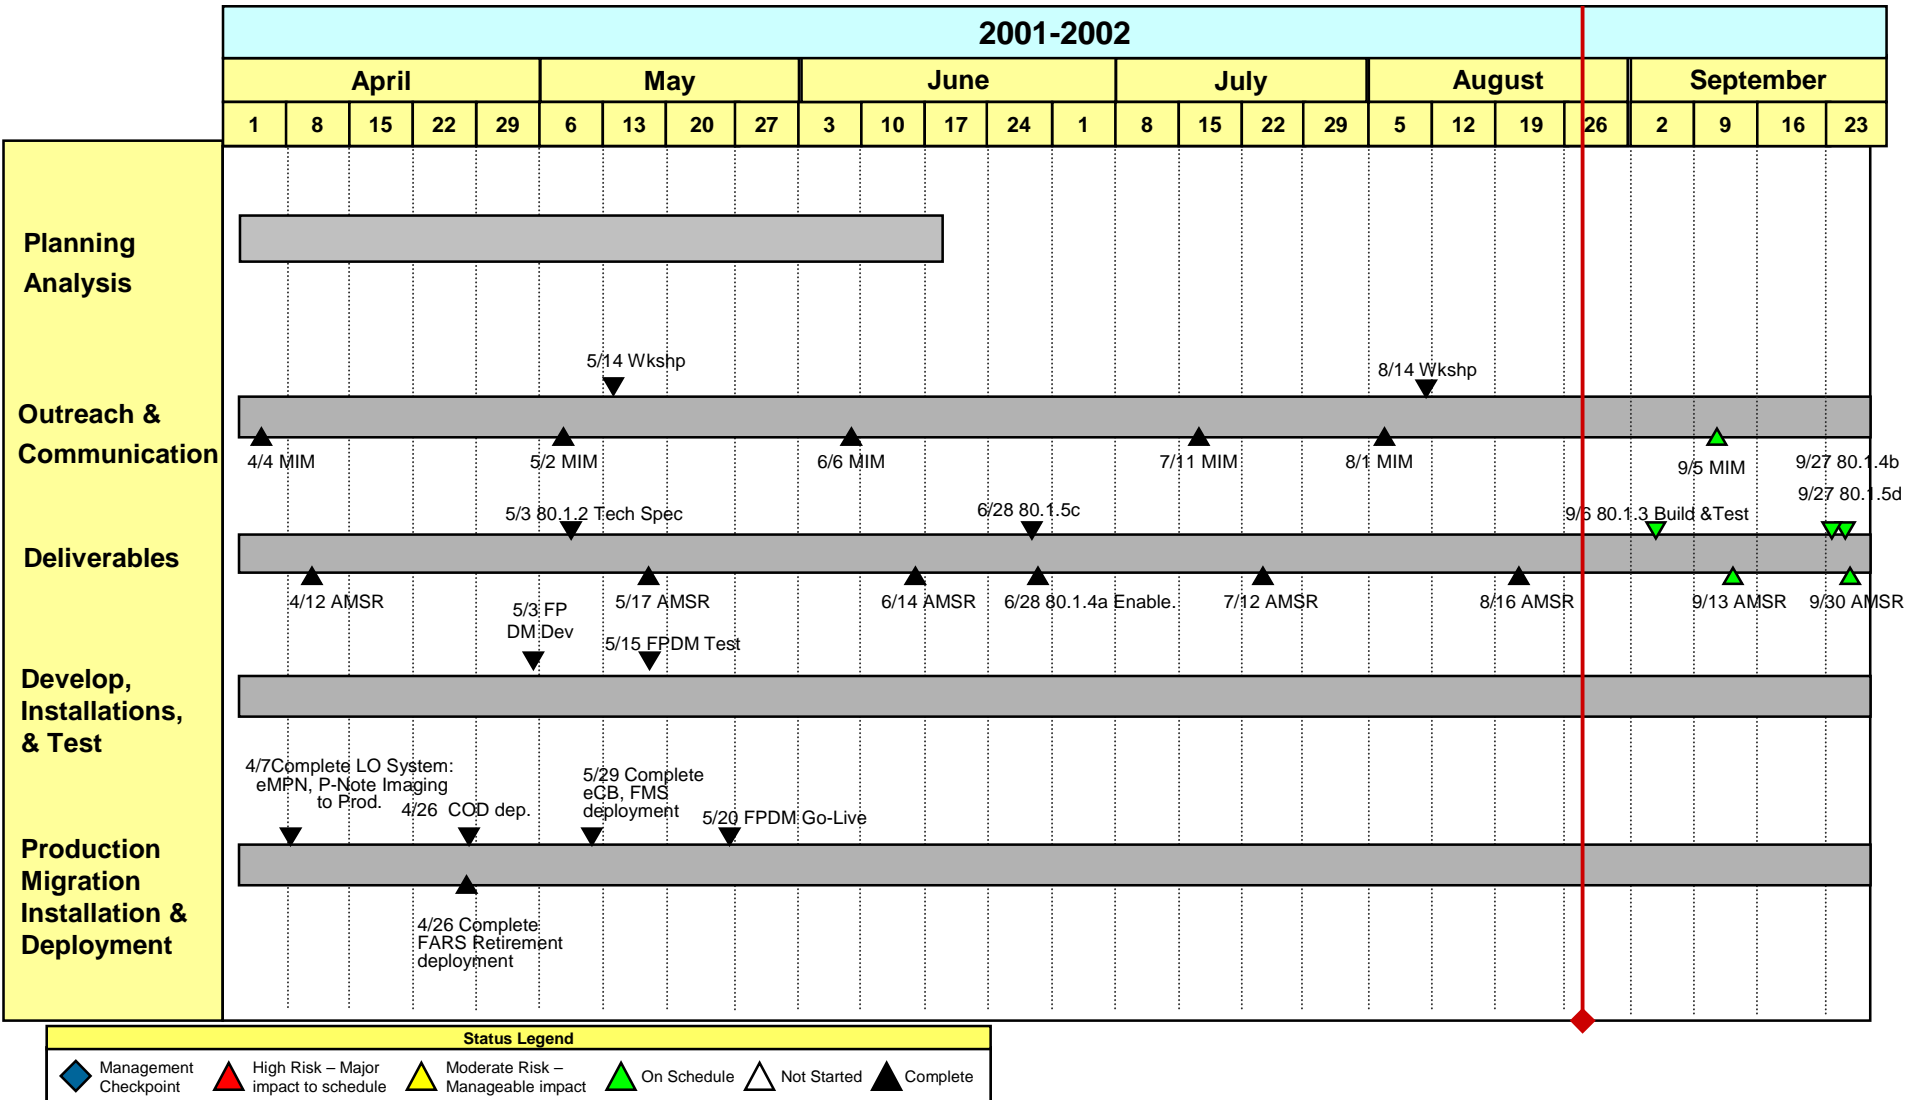 2001-2002
April May June July August September
1 8 15 22 29 6 13 20 27 3 10 17 24 1 8 15 22 29 5 12 19 26 2 9 16 23
Planning
Analysis
5/14 Wkshp
8/14 Wkshp
Outreach &
Communication
4/4 MIM
5/2 MIM
6/6 MIM
7/11 MIM
8/1 MIM
9/5 MIM
9/27 80.1.4b
9/27 80.1.5d
5/3 80.1.2 Tech Spec
6/28 80.1.5c
9/6 80.1.3 Build &Test
Deliverables
4/12 AMSR
5/17 AMSR
6/14 AMSR
6/28 80.1.4a Enable.
7/12 AMSR
8/16 AMSR
9/13 AMSR
9/30 AMSR
5/3 FP
DM Dev
5/15 FPDM Test
Develop,
Installations,
& Test
4/7Complete LO System:
eMPN, P-Note Imaging
to Prod.
4/26 COD dep.
5/29 Complete
eCB, FMS
deployment
5/20 FPDM Go-Live
Production
Migration
Installation &
Deployment
4/26 Complete
FARS Retirement
deployment
Status Legend
Management
Checkpoint
High Risk – Major
impact to schedule
Moderate Risk –
Manageable impact
On Schedule
Not Started
Complete